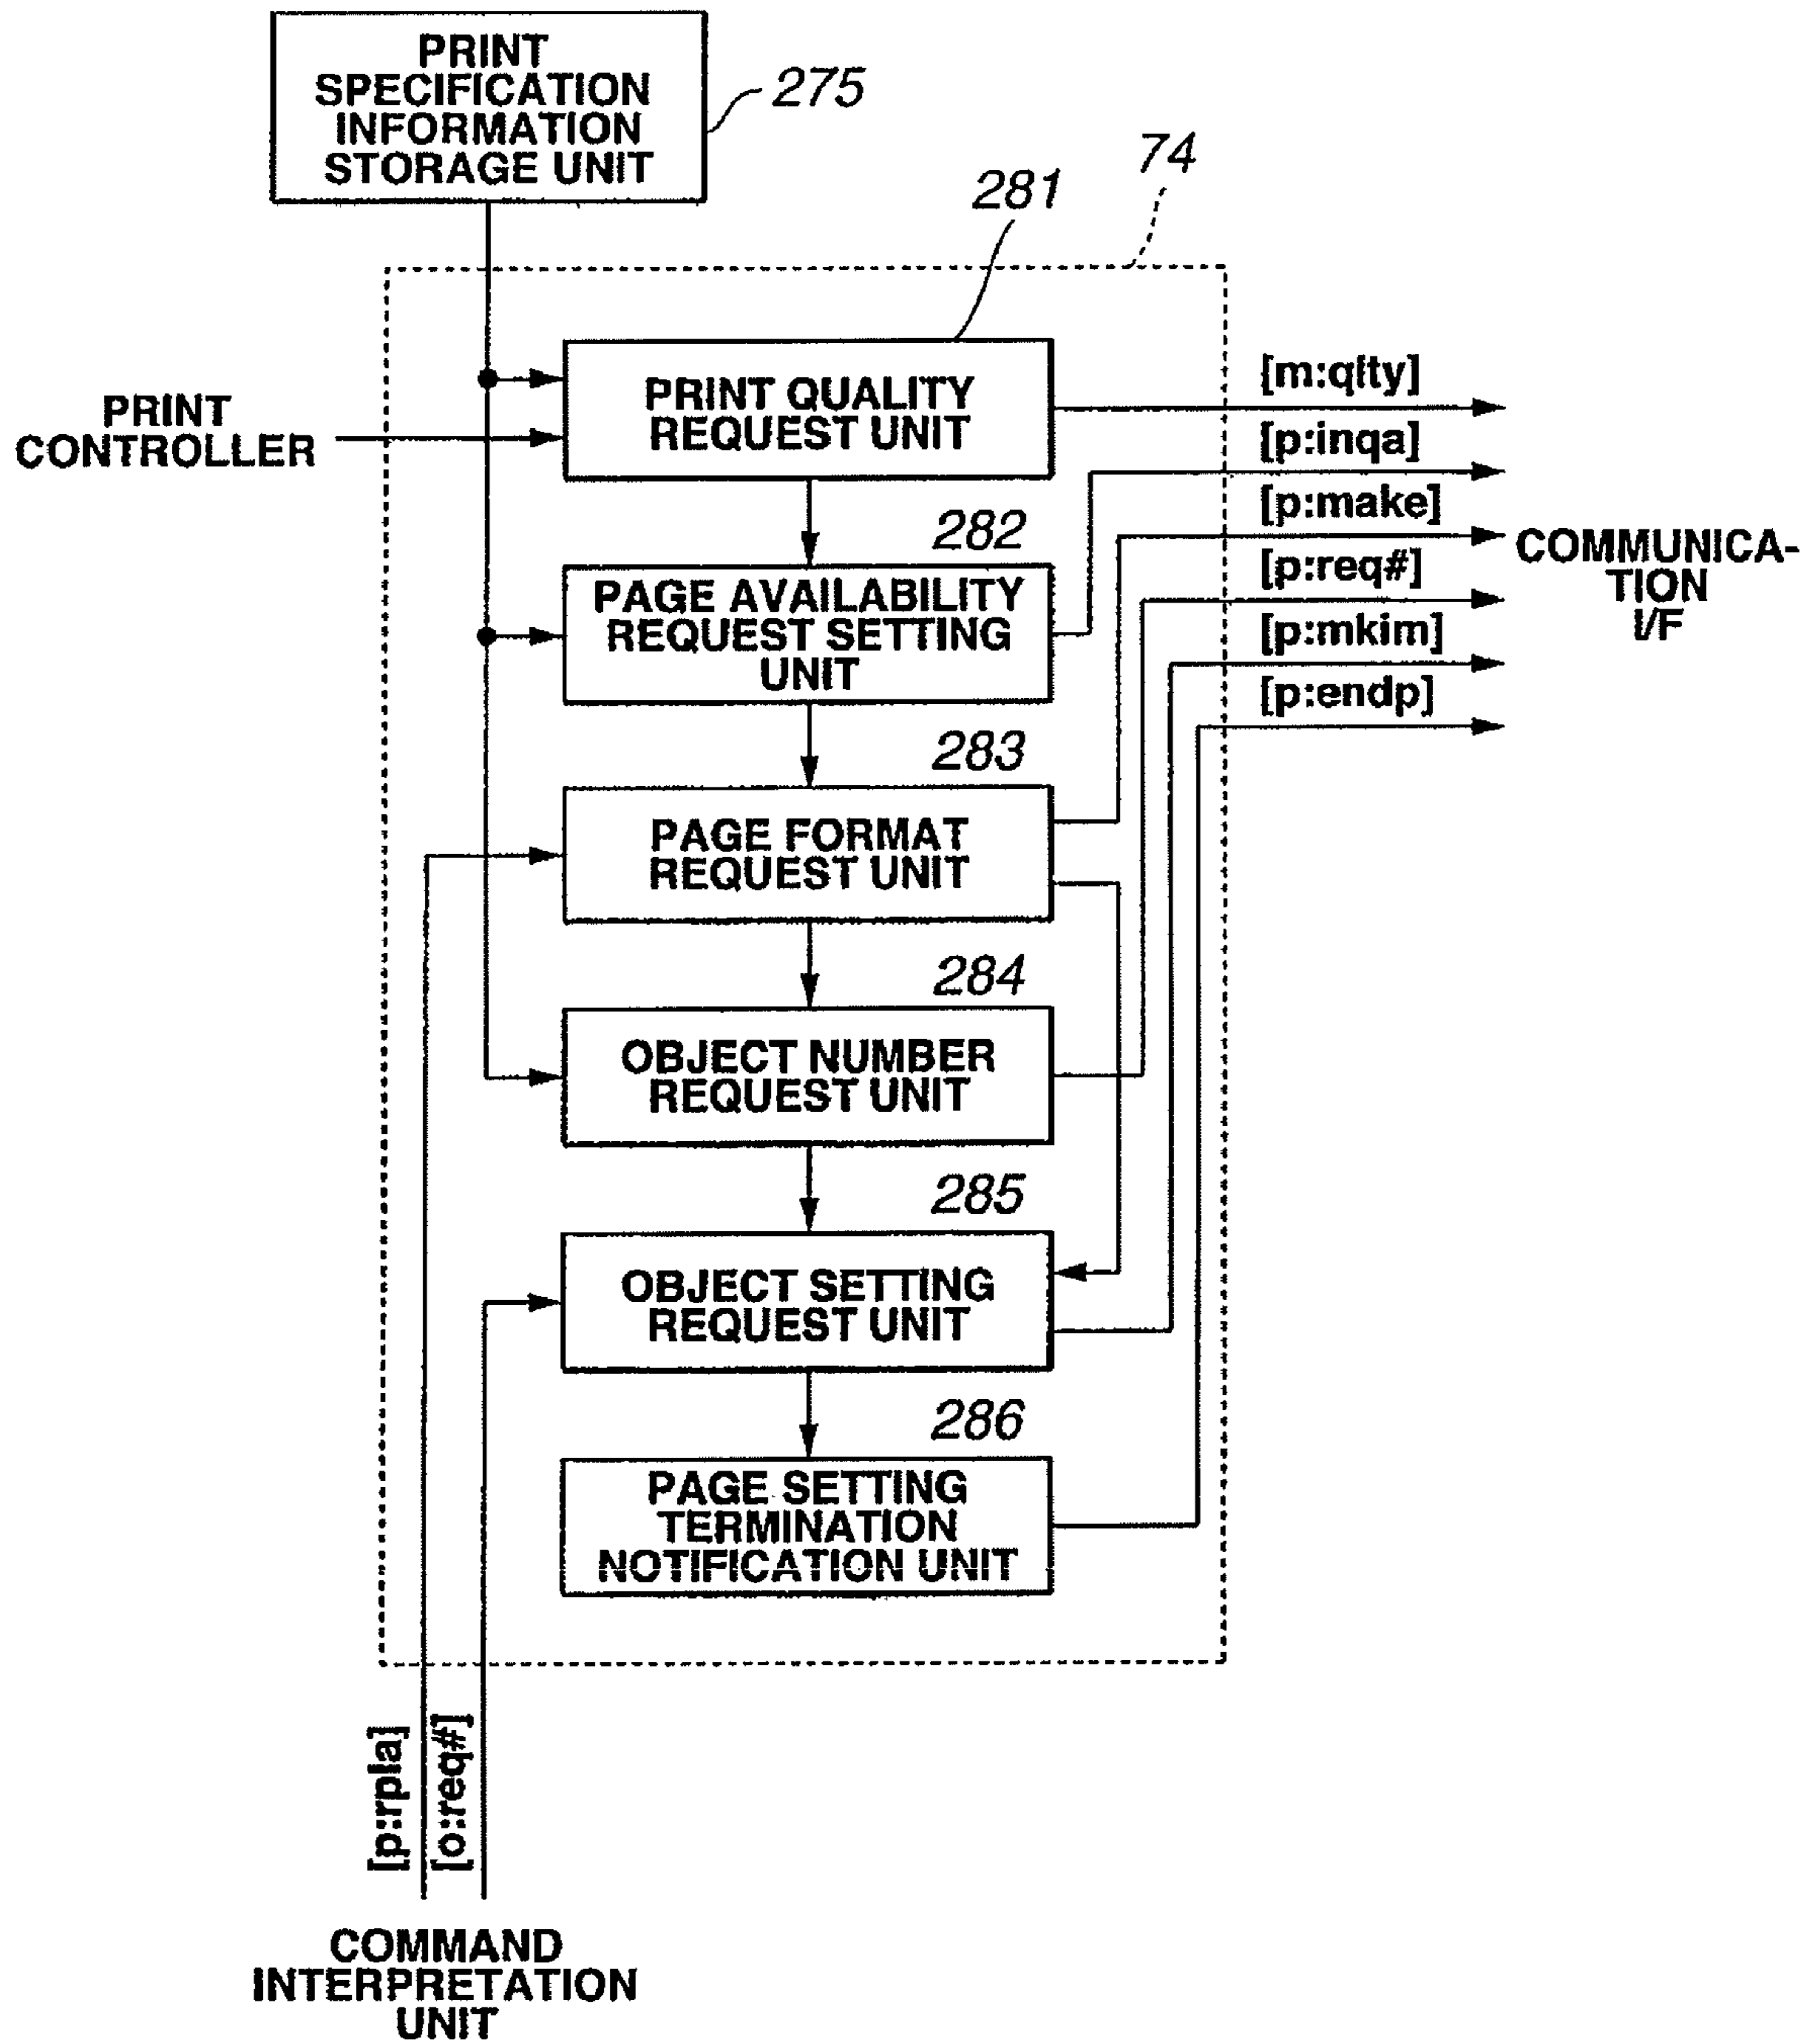 PRINT
SPECIFICATION
INFORMATION
STORAGE UNIT
275
74
281
PRINT
CONTROLLER
PRINT QUALITY
REQUEST UNIT
[m:qlty]
[p:inqa]
[p:make]
[p:req#]
[p:mkim]
[p:endp]
COMMUNICA-
TION
I/F
282
PAGE AVAILABILITY
REQUEST SETTING
UNIT
283
PAGE FORMAT
REQUEST UNIT
284
OBJECT NUMBER
REQUEST UNIT
285
OBJECT SETTING
REQUEST UNIT
286
PAGE SETTING
TERMINATION
NOTIFICATION UNIT
[p:rpla]
[o:req#]
COMMAND
INTERPRETATION
UNIT